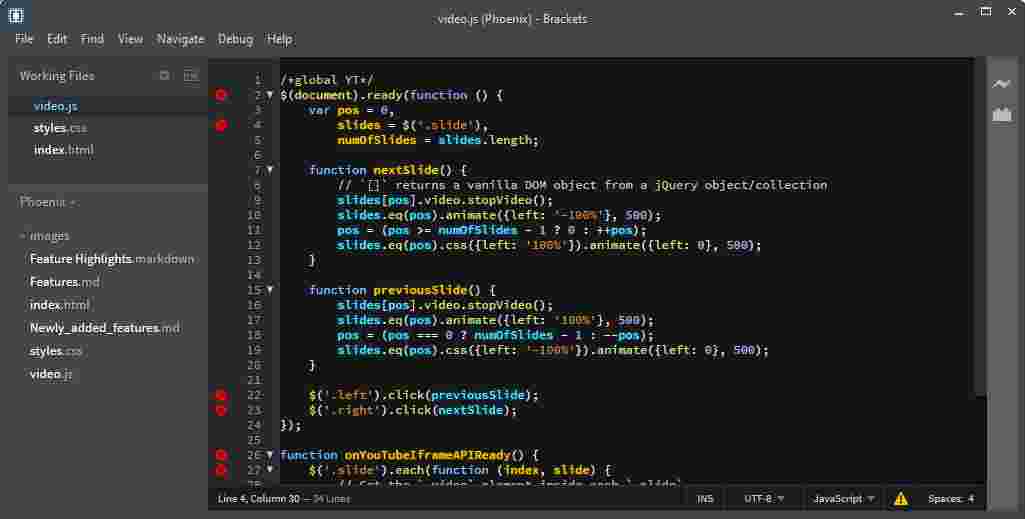 video.js (Phoenix) - Brackets
File Edit Find View Navigate Debug Help
Working Files
video.js
styles.css
index.html
Phoenix
images
Feature Highlights.markdown
Features.md
index.html
Newly_added_features.md
styles.css
video.js
1 /*global YT*/
2 $(document).ready(function () {
3 var pos = 0,
4 slides = $('.slide'),
5 numOfSlides = slides.length;
6
7 function nextSlide() {
8 // `[]` returns a vanilla DOM object from a jQuery object/collection
9 slides[pos].video.stopVideo();
10 slides.eq(pos).animate({left: '-100%'}, 500);
11 pos = (pos >= numOfSlides - 1 ? 0 : ++pos);
12 slides.eq(pos).css({left: '100%'}).animate({left: 0}, 500);
13 }
14
15 function previousSlide() {
16 slides[pos].video.stopVideo();
17 slides.eq(pos).animate({left: '100%'}, 500);
18 pos = (pos === 0 ? numOfSlides - 1 : --pos);
19 slides.eq(pos).css({left: '-100%'}).animate({left: 0}, 500);
20 }
21
22 $('.left').click(previousSlide);
23 $('.right').click(nextSlide);
24 });
25
26 function onYouTubeIframeAPIReady() {
27 $('.slide').each(function (index, slide) {
28 // Get the `.video` element inside each `.slide`
Line 4, Column 30 — 34 Lines
INS UTF-8 JavaScript Spaces: 4